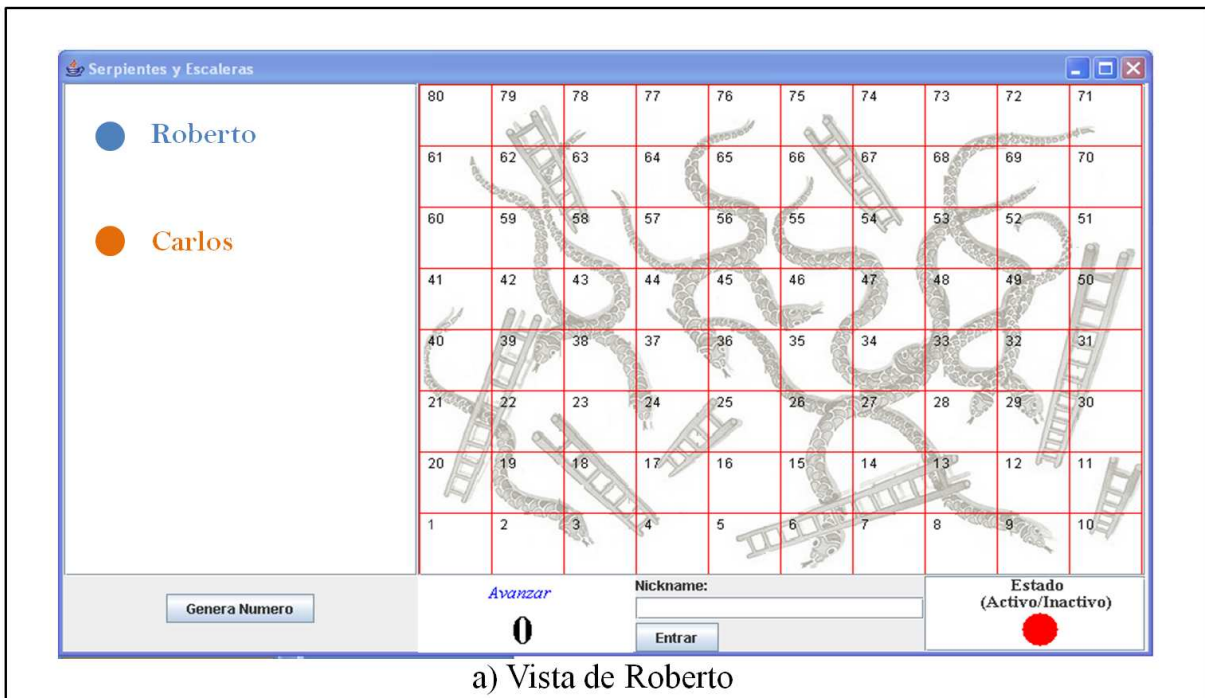 Serpientes y Escaleras
Roberto
Carlos
80 79 78 77 76 75 74 73 72 71
61 62 63 64 65 66 67 68 69 70
60 59 58 57 56 55 54 53 52 51
41 42 43 44 45 46 47 48 49 50
40 39 38 37 36 35 34 33 32 31
21 22 23 24 25 26 27 28 29 30
20 19 18 17 16 15 14 13 12 11
1 2 3 4 5 6 7 8 9 10
Genera Numero
Avanzar
0
Nickname:
Entrar
Estado
(Activo/Inactivo)
a) Vista de Roberto